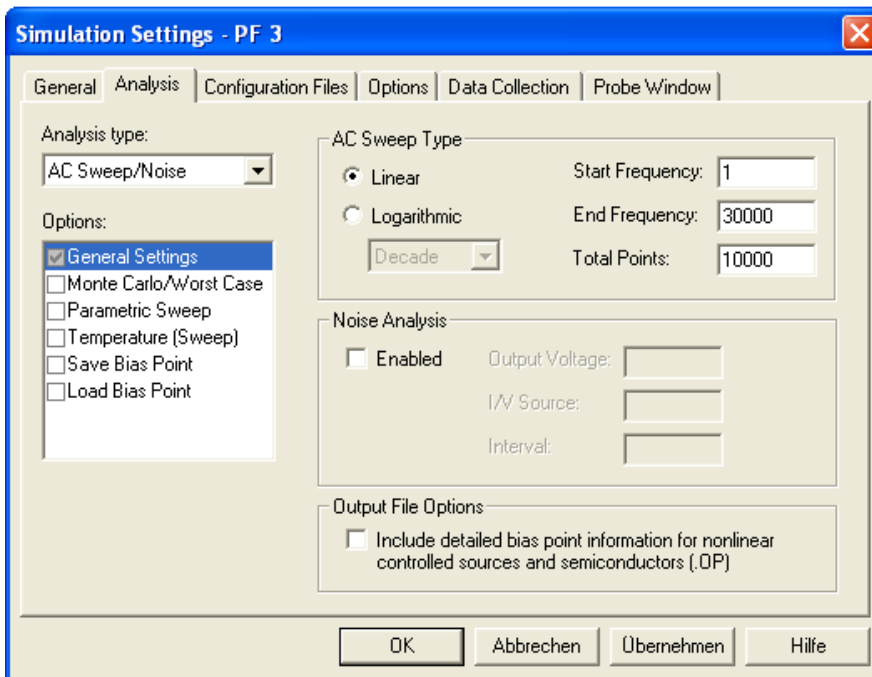 Simulation Settings - PF 3
General Analysis Configuration Files Options Data Collection Probe Window
Analysis type:
AC Sweep/Noise
Options:
General Settings
Monte Carlo/Worst Case
Parametric Sweep
Temperature (Sweep)
Save Bias Point
Load Bias Point
AC Sweep Type
Linear
Logarithmic
Decade
Start Frequency: 1
End Frequency: 30000
Total Points: 10000
Noise Analysis
Enabled
Output Voltage:
I/V Source:
Interval:
Output File Options
Include detailed bias point information for nonlinear
controlled sources and semiconductors (.OP)
OK Abbrechen Übernehmen Hilfe